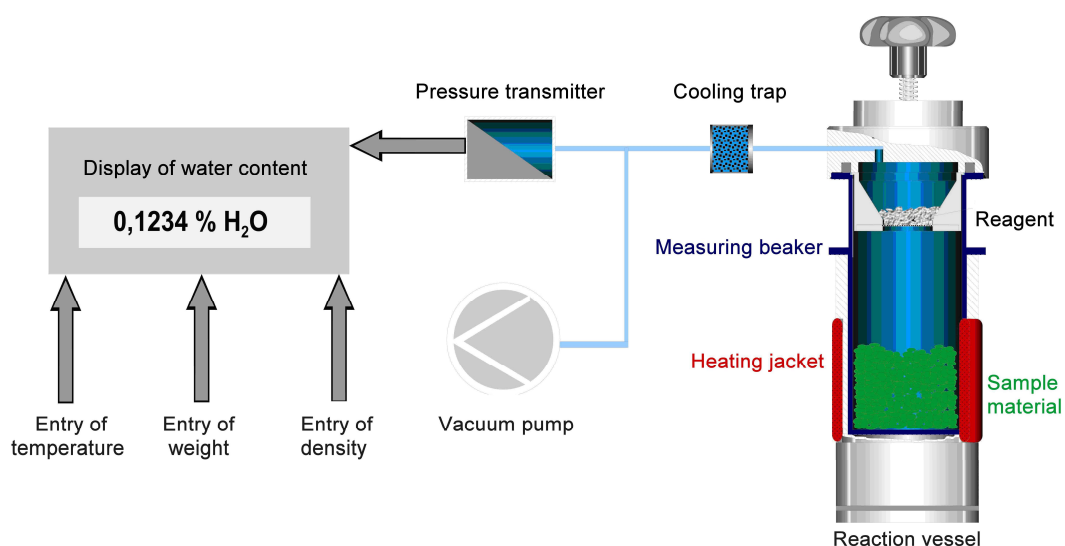 Pressure transmitter
Cooling trap
Display of water content
0,1234 % H₂O
Reagent
Measuring beaker
Heating jacket
Sample
material
Entry of
temperature
Entry of
weight
Entry of
density
Vacuum pump
Reaction vessel